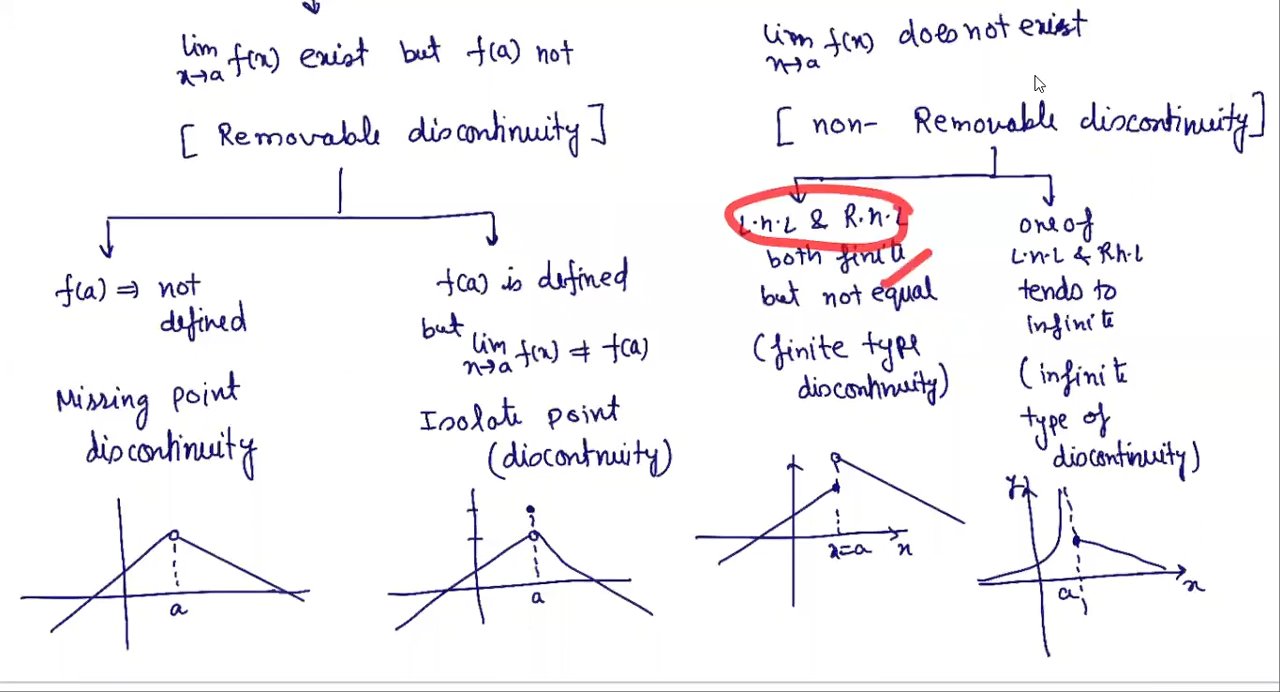 lim f(x) exist but f(a) not
x→a
[ Removable discontinuity ]
f(a) ⇒ not
defined
Missing point
discontinuity
a
f(a) is defined
but lim f(x) ≠ f(a)
x→a
Isolate point
(discontnuity)
a
lim f(x) does not exist
x→a
[ non- Removable discontinuity ]
L.h.L & R.h.L
both finite
but not equal
(finite type
discontinuity)
x=a x
one of
L.h.L & Rh.L
tends to
infinite
(infinite
type of
discontinuity)
y
a
x